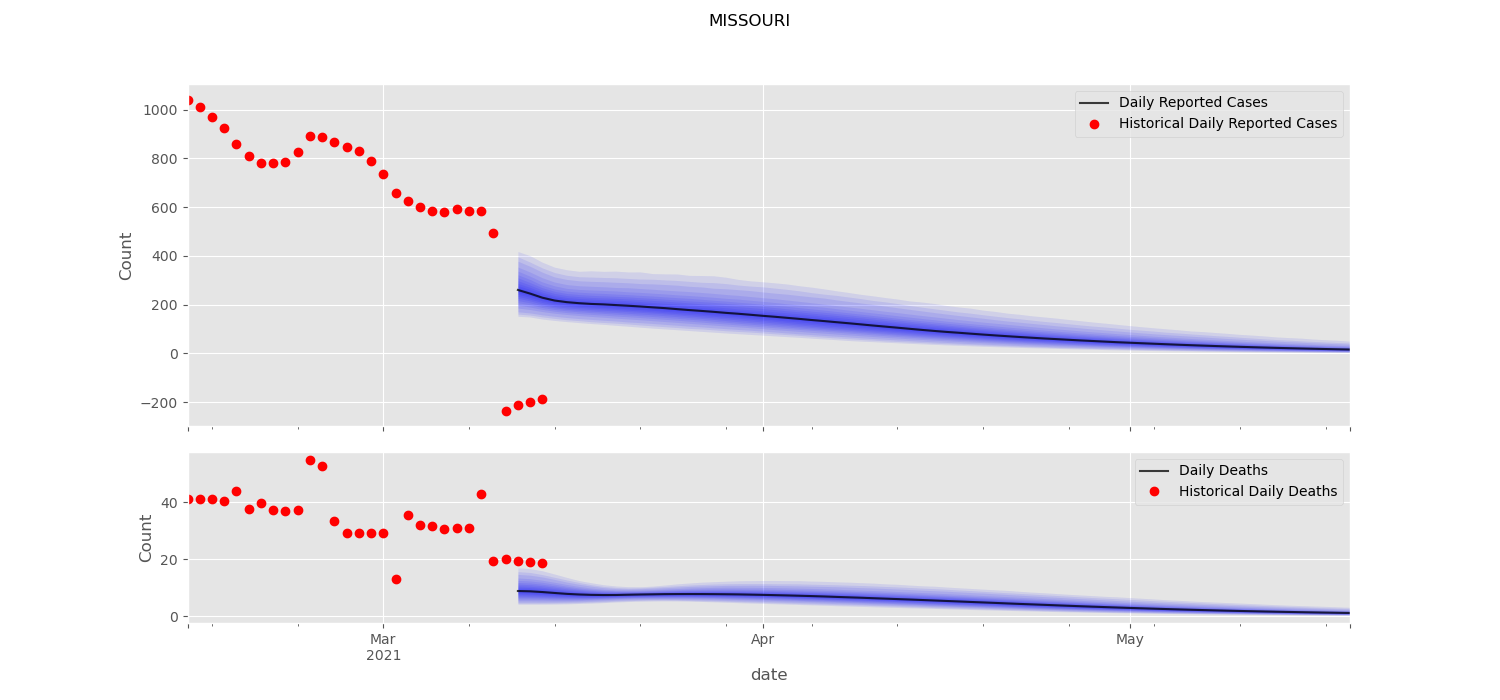 MISSOURI
Daily Reported Cases
Historical Daily Reported Cases
1000
800
600
400
200
0
−200
Count
Daily Deaths
Historical Daily Deaths
40
20
0
Count
Mar
2021
Apr
May
date